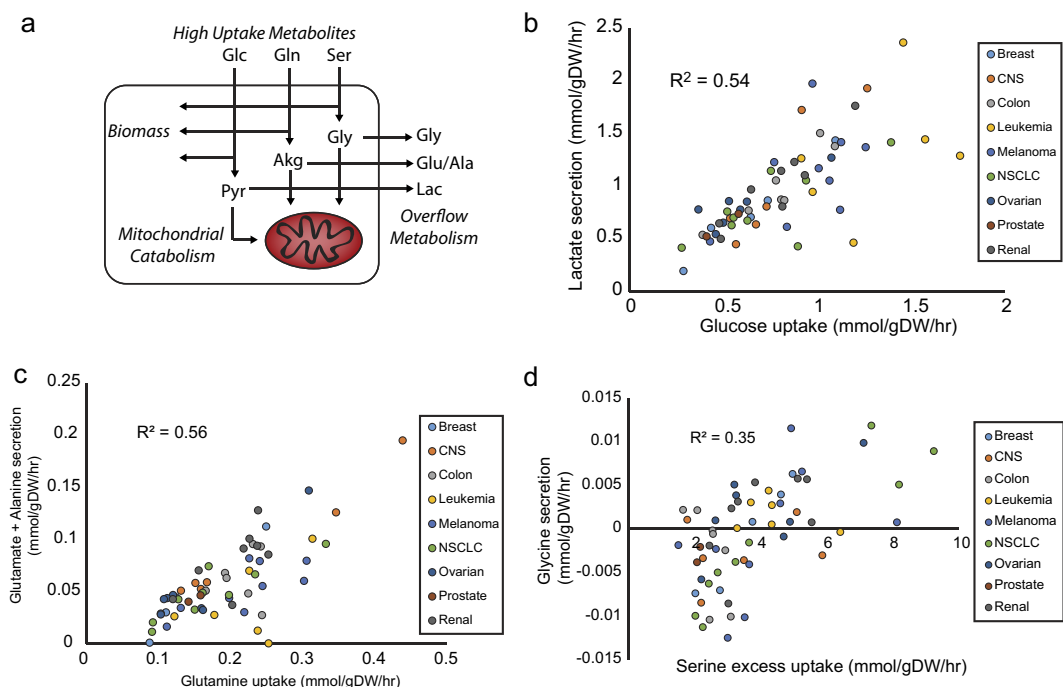 a
High Uptake Metabolites
Glc Gln Ser
Biomass
Gly
Gly
Akg
Glu/Ala
Pyr
Lac
Mitochondrial
Catabolism
Overflow
Metabolism
b
Lactate secretion (mmol/gDW/hr)
2.5
2
1.5
1
0.5
0
R² = 0.54
0 0.5 1 1.5 2
Glucose uptake (mmol/gDW/hr)
Breast
CNS
Colon
Leukemia
Melanoma
NSCLC
Ovarian
Prostate
Renal
c
Glutamate + Alanine secretion
(mmol/gDW/hr)
0.25
0.2
0.15
0.1
0.05
0
R² = 0.56
0 0.1 0.2 0.3 0.4 0.5
Glutamine uptake (mmol/gDW/hr)
Breast
CNS
Colon
Leukemia
Melanoma
NSCLC
Ovarian
Prostate
Renal
d
Glycine secretion
(mmol/gDW/hr)
0.015
0.01
0.005
0
-0.005
-0.01
-0.015
R² = 0.35
2 4 6 8 10
Serine excess uptake (mmol/gDW/hr)
Breast
CNS
Colon
Leukemia
Melanoma
NSCLC
Ovarian
Prostate
Renal